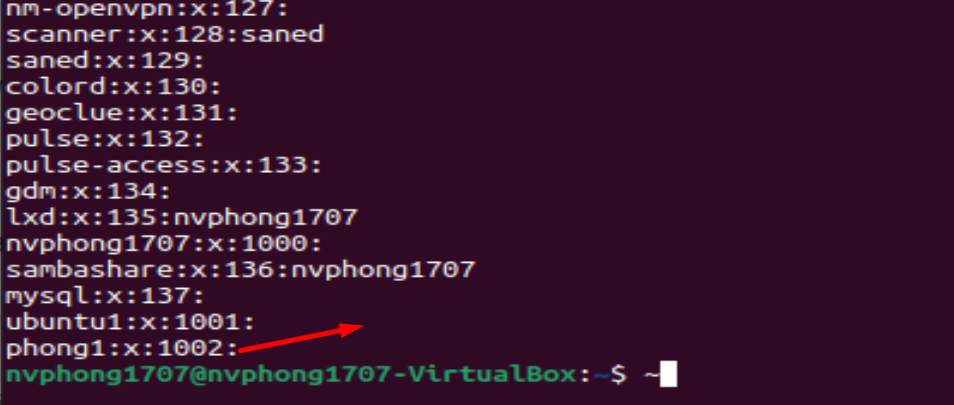 nm-openvpn:x:127:
scanner:x:128:saned
saned:x:129:
colord:x:130:
geoclue:x:131:
pulse:x:132:
pulse-access:x:133:
gdm:x:134:
lxd:x:135:nvphong1707
nvphong1707:x:1000:
sambashare:x:136:nvphong1707
mysql:x:137:
ubuntu1:x:1001:
phong1:x:1002:
nvphong1707@nvphong1707-VirtualBox:~$ ~